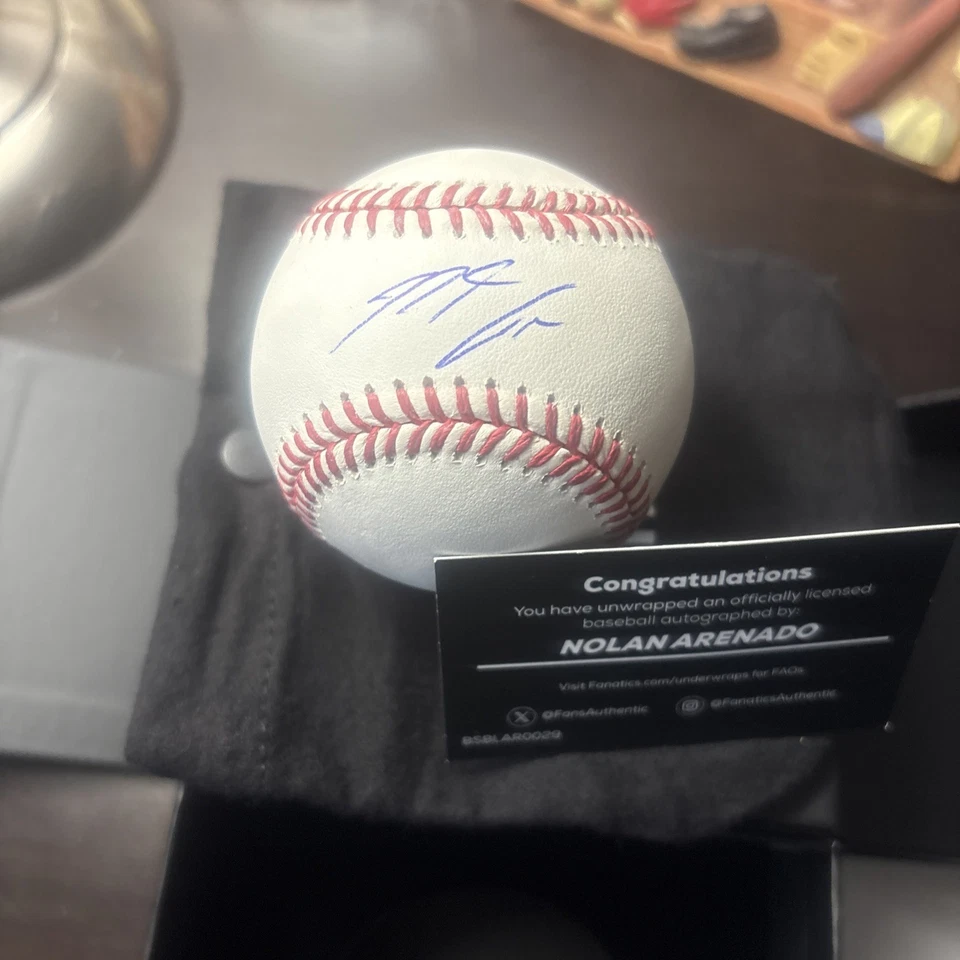 Congratulations
You have unwrapped an officially licensed
baseball autographed by:
NOLAN ARENADO
Visit Fanatics.com/underwraps for FAQs
@FansAuthentic @FanaticsAuthentic
BSBLAR0029